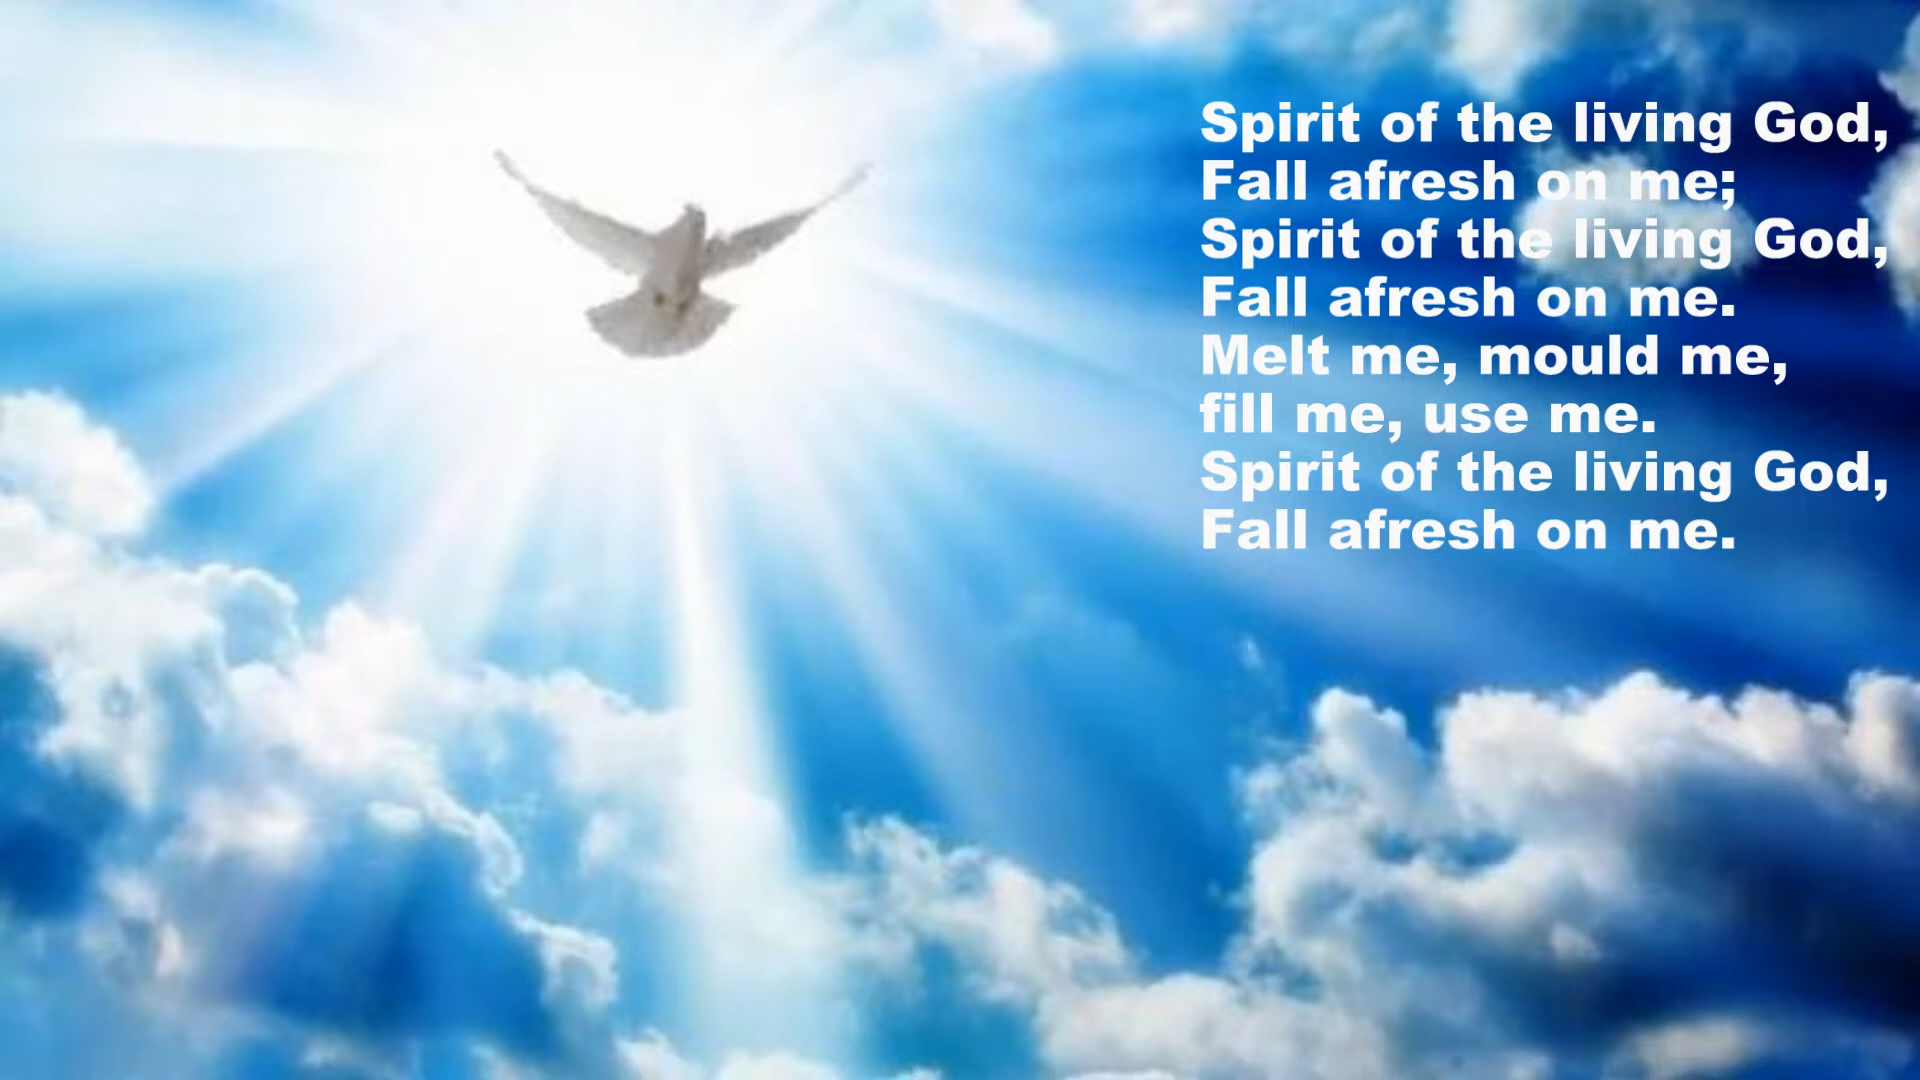 Spirit of the living God,
Fall afresh on me;
Spirit of the living God,
Fall afresh on me.
Melt me, mould me,
fill me, use me.
Spirit of the living God,
Fall afresh on me.